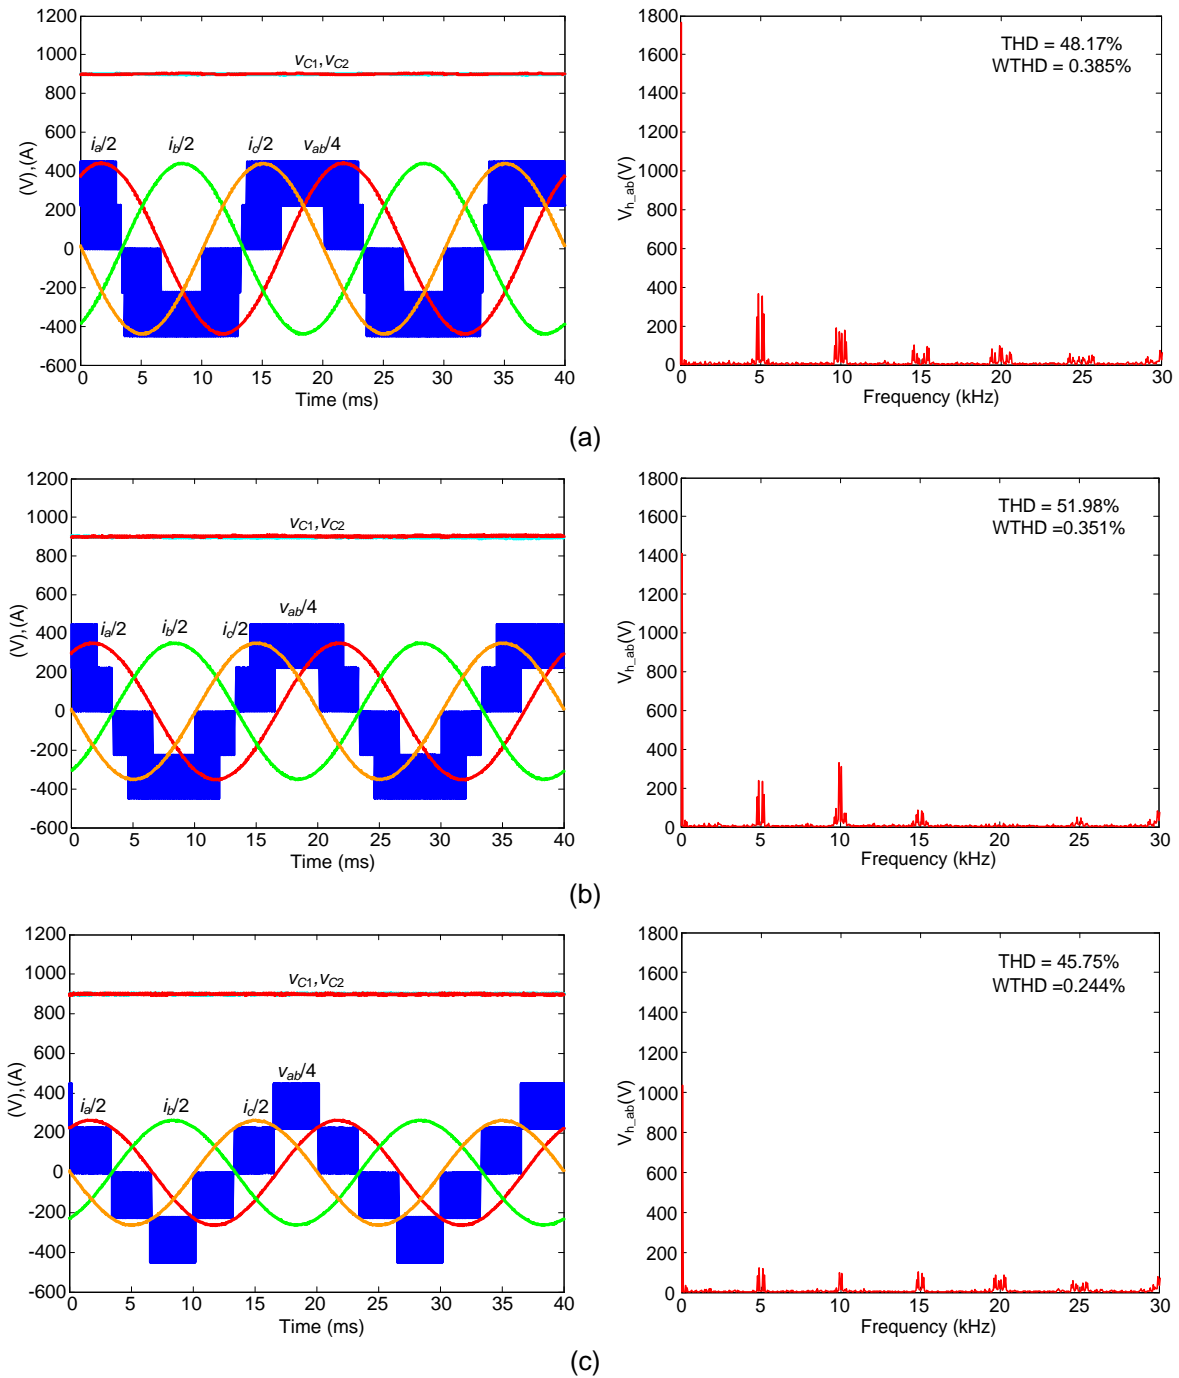 1200
1000
800
600
400
200
0
-200
-400
-600
(V),(A)
vC1,vC2
ia/2
ib/2
ic/2
vab/4
0 5 10 15 20 25 30 35 40
Time (ms)
1800
1600
1400
1200
1000
800
600
400
200
0
Vh_ab(V)
THD = 48.17%
WTHD = 0.385%
0 5 10 15 20 25 30
Frequency (kHz)
(a)
1200
1000
800
600
400
200
0
-200
-400
-600
(V),(A)
vC1,vC2
vab/4
ia/2
ib/2
ic/2
0 5 10 15 20 25 30 35 40
Time (ms)
1800
1600
1400
1200
1000
800
600
400
200
0
Vh_ab(V)
THD = 51.98%
WTHD =0.351%
0 5 10 15 20 25 30
Frequency (kHz)
(b)
1200
1000
800
600
400
200
0
-200
-400
-600
(V),(A)
vC1,vC2
vab/4
ia/2
ib/2
ic/2
0 5 10 15 20 25 30 35 40
Time (ms)
1800
1600
1400
1200
1000
800
600
400
200
0
Vh_ab(V)
THD = 45.75%
WTHD =0.244%
0 5 10 15 20 25 30
Frequency (kHz)
(c)